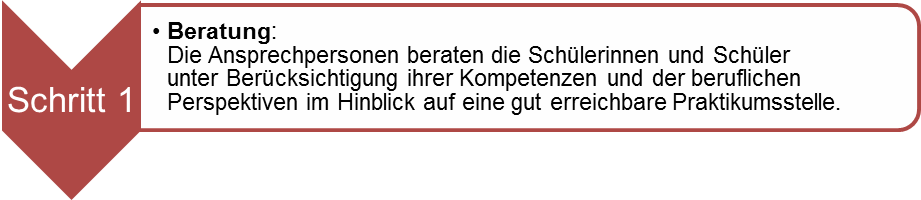 Schritt 1
• Beratung:
Die Ansprechpersonen beraten die Schülerinnen und Schüler
unter Berücksichtigung ihrer Kompetenzen und der beruflichen
Perspektiven im Hinblick auf eine gut erreichbare Praktikumsstelle.